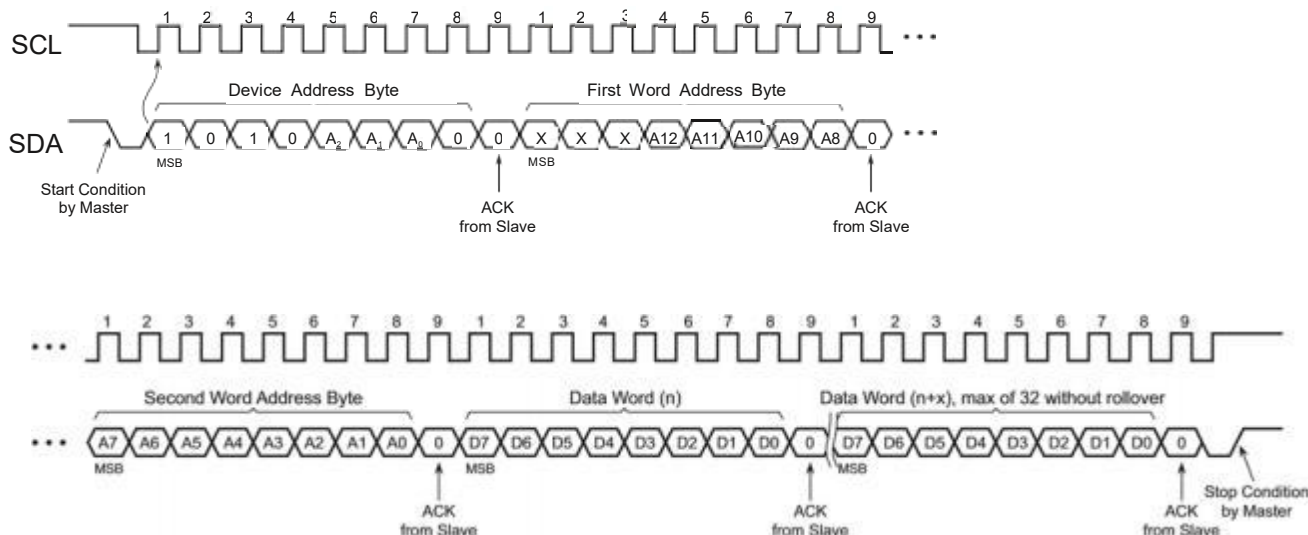 1 2 3 4 5 6 7 8 9 1 2 3 4 5 6 7 8 9
SCL
Device Address Byte First Word Address Byte
SDA 1 0 1 0 A2 A1 A0 0 0 X X X A12 A11 A10 A9 A8 0
MSB MSB
Start Condition
by Master
ACK
from Slave
ACK
from Slave
1 2 3 4 5 6 7 8 9 1 2 3 4 5 6 7 8 9 1 2 3 4 5 6 7 8 9
Second Word Address Byte Data Word (n) Data Word (n+x), max of 32 without rollover
A7 A6 A5 A4 A3 A2 A1 A0 0 D7 D6 D5 D4 D3 D2 D1 D0 0 D7 D6 D5 D4 D3 D2 D1 D0 0
MSB MSB MSB
ACK
from Slave
ACK
from Slave
ACK
from Slave
Stop Condition
by Master